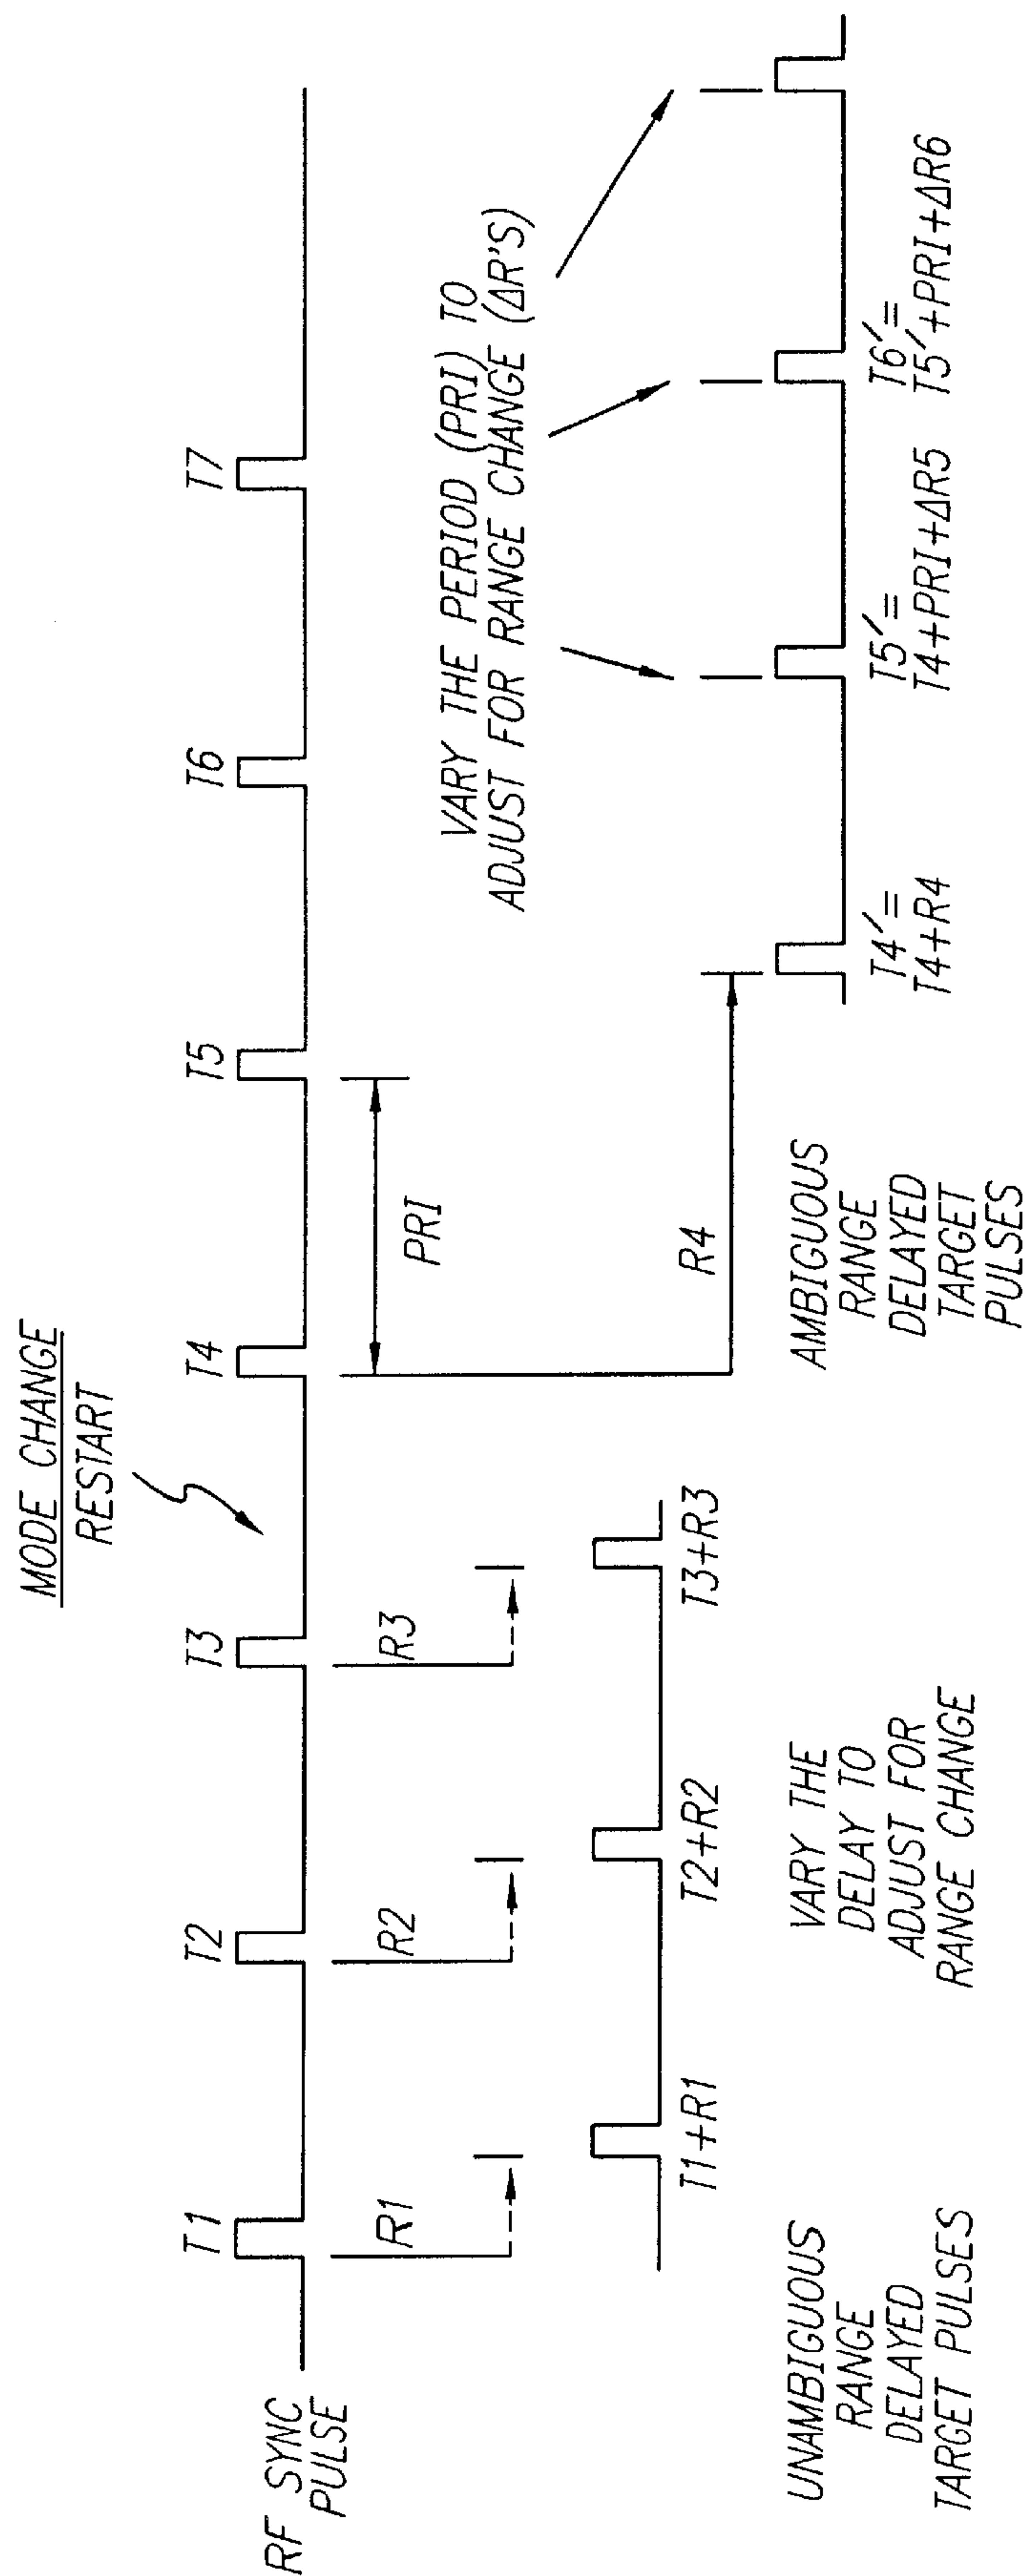 MODE CHANGE
RESTART
RF SYNC
PULSE
T1
T2
T3
T4
T5
T6
T7
R1
R2
R3
PRI
R4
VARY THE PERIOD (PRI) TO
ADJUST FOR RANGE CHANGE (ΔR'S)
T1+R1
T2+R2
T3+R3
T4'=
T4+R4
T5'=
T4+PRI+ΔR5
T6'=
T5'+PRI+ΔR6
UNAMBIGUOUS
RANGE
DELAYED
TARGET PULSES
VARY THE
DELAY TO
ADJUST FOR
RANGE CHANGE
AMBIGUOUS
RANGE
DELAYED
TARGET
PULSES